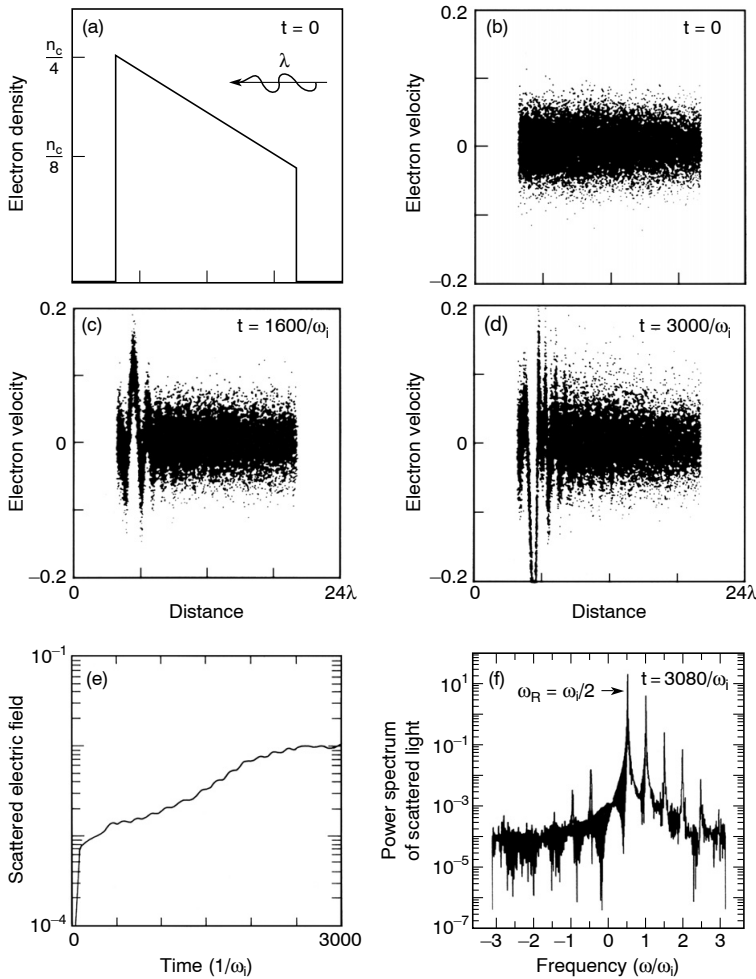 (a)
t = 0
λ
n_c
4
n_c
8
Electron density
(b)
t = 0
0.2
0
−0.2
Electron velocity
(c)
t = 1600/ω_i
0.2
0
−0.2
Electron velocity
0
24λ
Distance
(d)
t = 3000/ω_i
0.2
0
−0.2
Electron velocity
0
24λ
Distance
(e)
10^−1
10^−4
Scattered electric field
0
3000
Time (1/ω_i)
(f)
t = 3080/ω_i
ω_R = ω_i/2
10^1
10^−1
10^−3
10^−5
10^−7
Power spectrum
of scattered light
−3 −2 −1 0 1 2 3
Frequency (ω/ω_i)